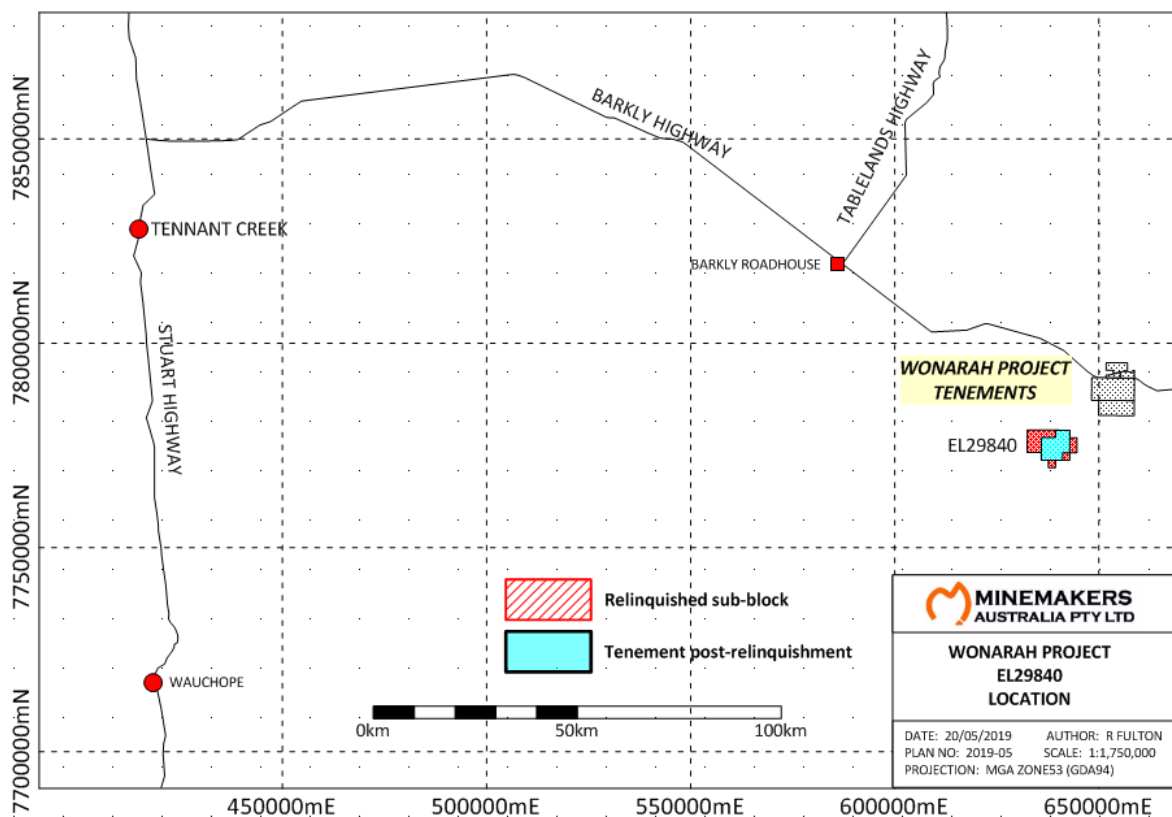 7850000mN
7800000mN
7750000mN
7700000mN
BARKLY HIGHWAY
TABLELANDS HIGHWAY
TENNANT CREEK
BARKLY ROADHOUSE
STUART HIGHWAY
WONARAH PROJECT
TENEMENTS
EL29840
WAUCHOPE
Relinquished sub-block
Tenement post-relinquishment
0km 50km 100km
MINEMAKERS
AUSTRALIA PTY LTD
WONARAH PROJECT
EL29840
LOCATION
DATE: 20/05/2019 AUTHOR: R FULTON
PLAN NO: 2019-05 SCALE: 1:1,750,000
PROJECTION: MGA ZONE53 (GDA94)
450000mE 500000mE 550000mE 600000mE 650000mE